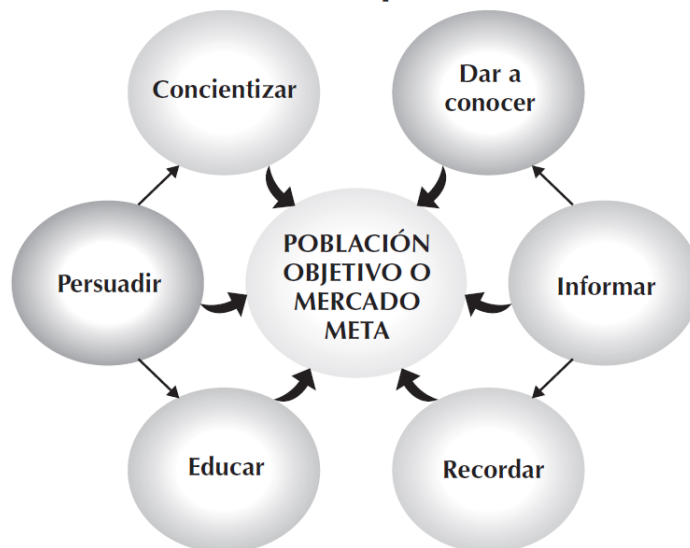 Concientizar
Dar a
conocer
Persuadir
POBLACIÓN
OBJETIVO O
MERCADO
META
Informar
Educar
Recordar